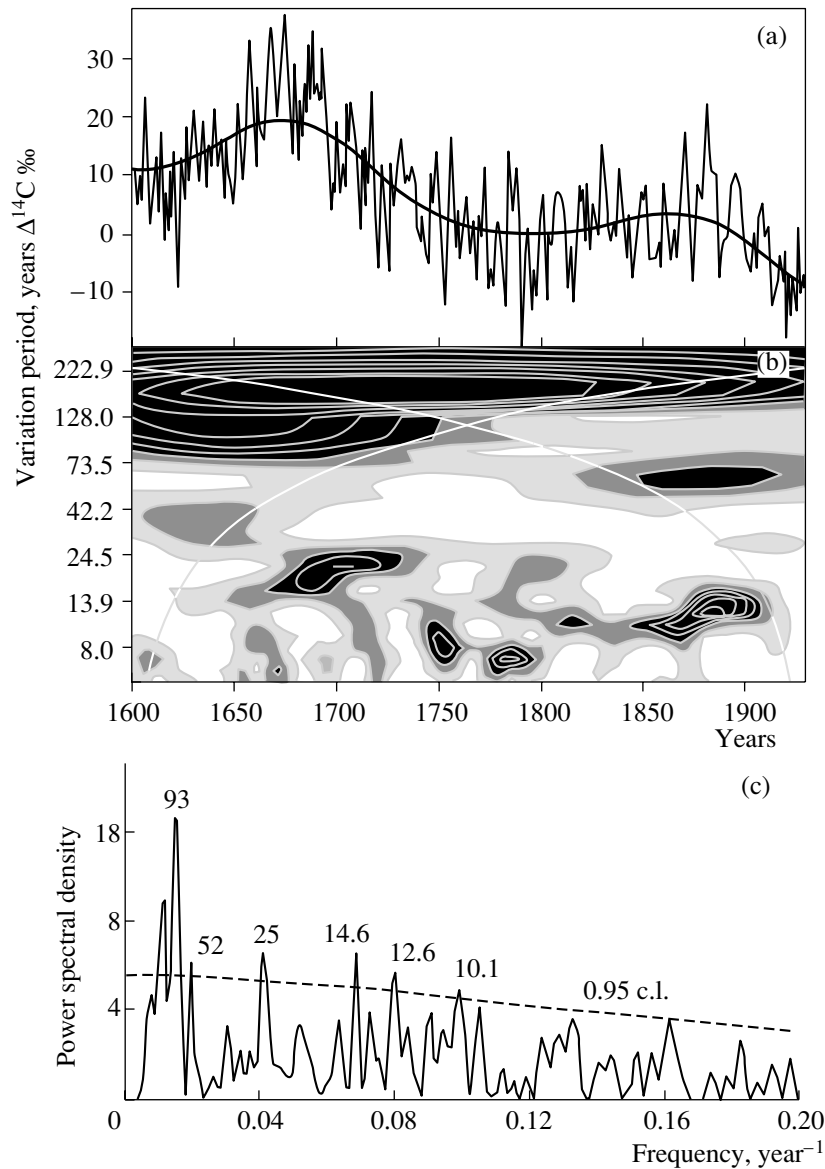 (a)
30
20
10
0
−10
Variation period, years Δ¹⁴C ‰
(b)
222.9
128.0
73.5
42.2
24.5
13.9
8.0
1600 1650 1700 1750 1800 1850 1900
Years
(c)
93
18
Power spectral density
8
52 25 14.6 12.6 10.1 0.95 c.l.
4
0 0.04 0.08 0.12 0.16 0.20
Frequency, year⁻¹